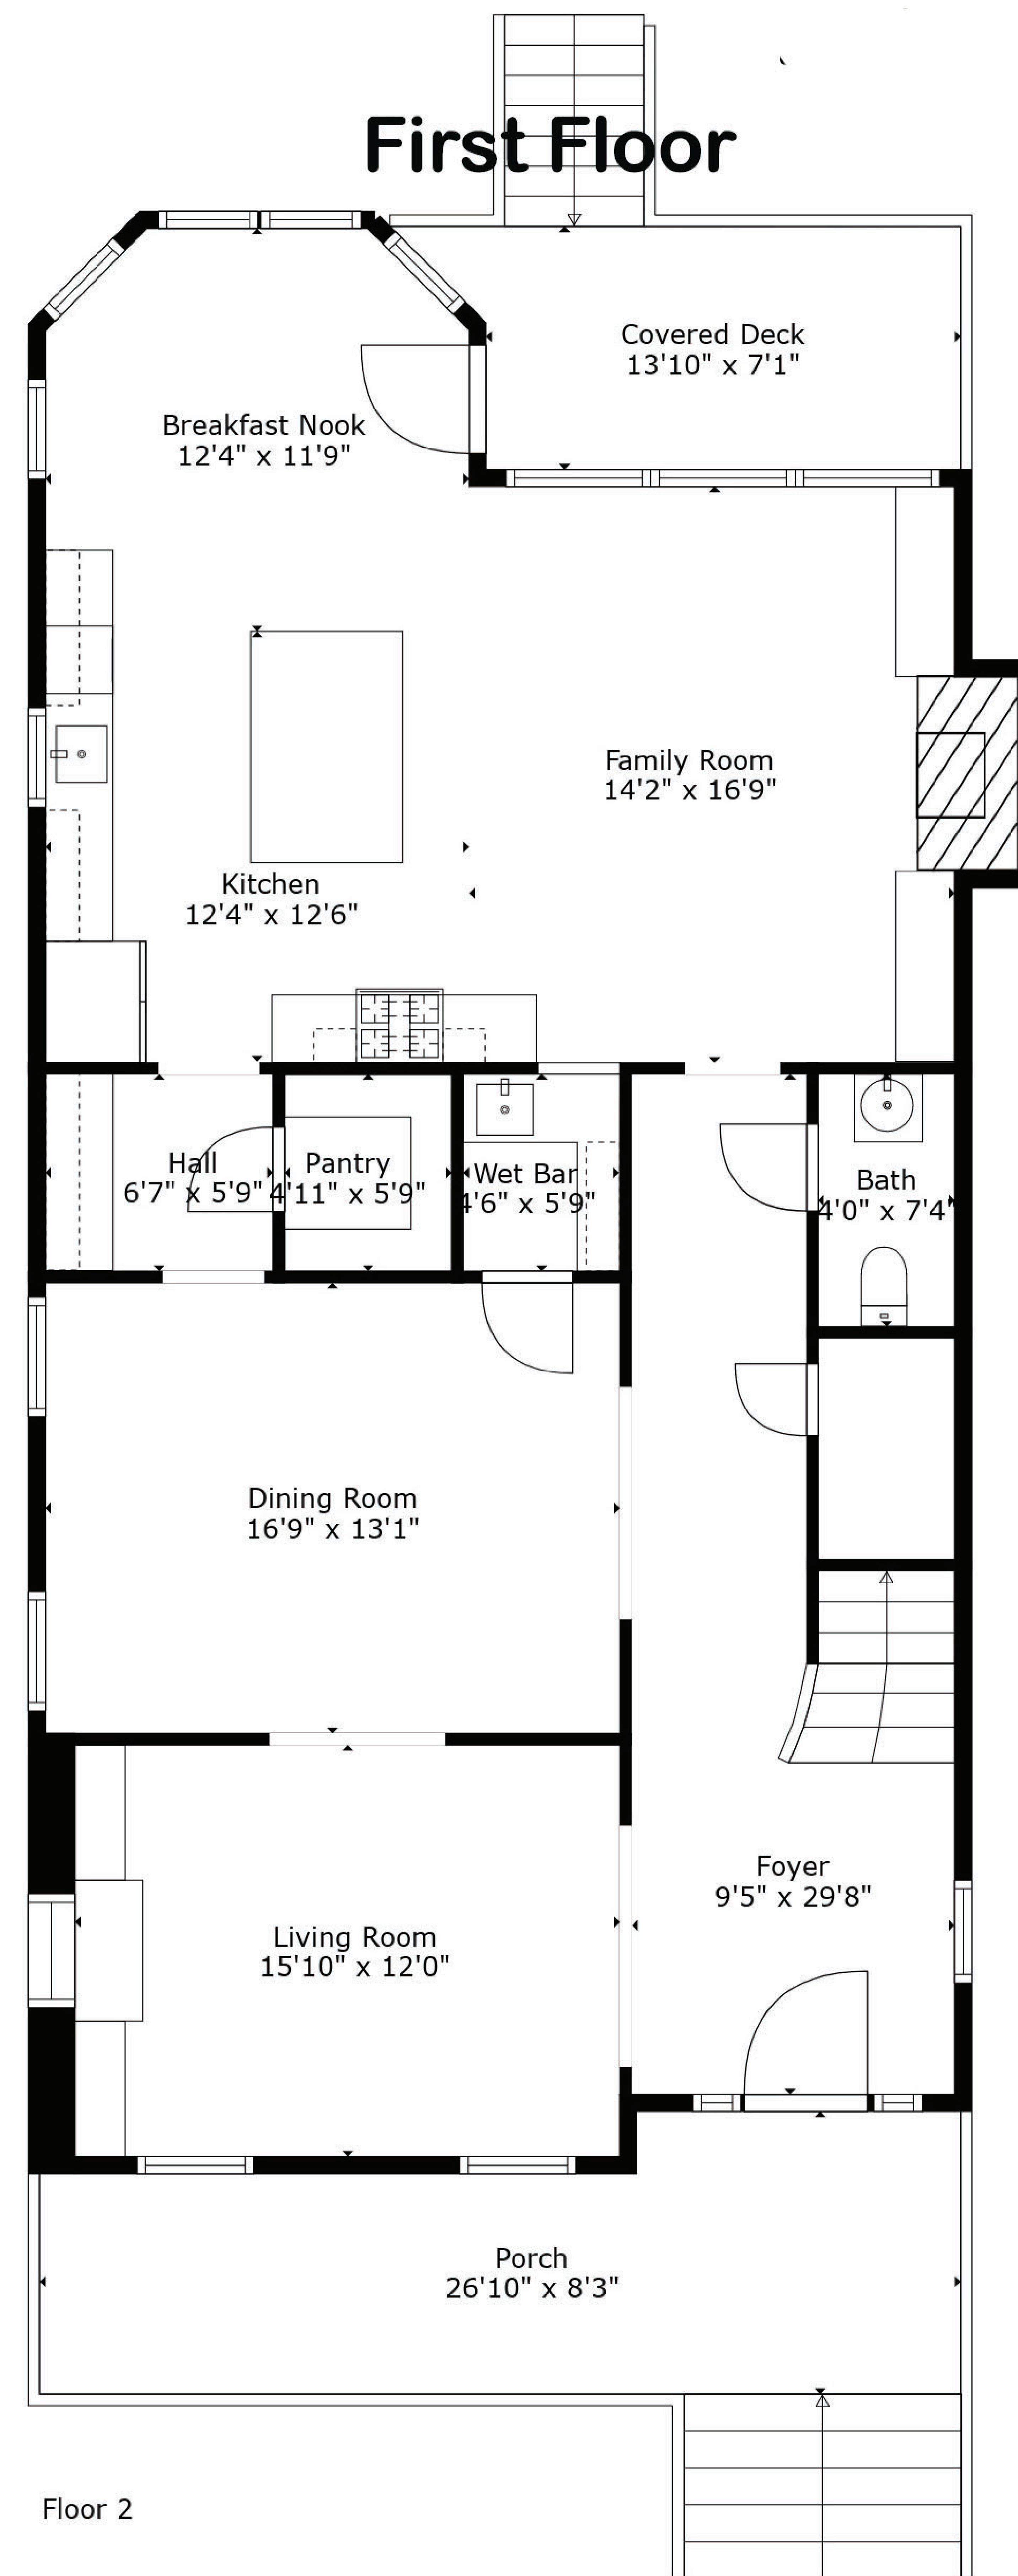 First Floor
Covered Deck
13'10" x 7'1"
Breakfast Nook
12'4" x 11'9"
Family Room
14'2" x 16'9"
Kitchen
12'4" x 12'6"
Hall
6'7" x 5'9"
Pantry
4'11" x 5'9"
Wet Bar
4'6" x 5'9"
Bath
4'0" x 7'4"
Dining Room
16'9" x 13'1"
Foyer
9'5" x 29'8"
Living Room
15'10" x 12'0"
Porch
26'10" x 8'3"
Floor 2